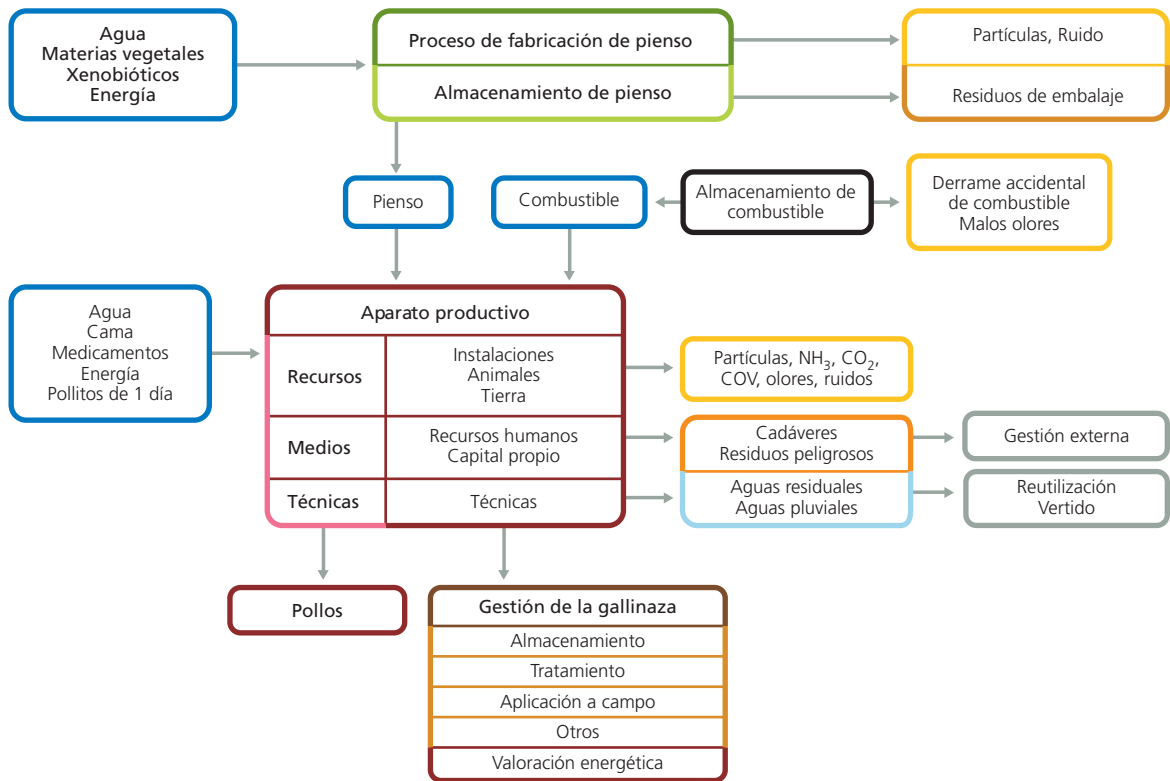 Agua
Materias vegetales
Xenobióticos
Energía
Proceso de fabricación de pienso
Almacenamiento de pienso
Partículas, Ruido
Residuos de embalaje
Pienso
Combustible
Almacenamiento de
combustible
Derrame accidental
de combustible
Malos olores
Agua
Cama
Medicamentos
Energía
Pollitos de 1 día
Aparato productivo
Recursos
Instalaciones
Animales
Tierra
Medios
Recursos humanos
Capital propio
Técnicas
Técnicas
Partículas, NH₃, CO₂,
COV, olores, ruidos
Cadáveres
Residuos peligrosos
Aguas residuales
Aguas pluviales
Gestión externa
Reutilización
Vertido
Pollos
Gestión de la gallinaza
Almacenamiento
Tratamiento
Aplicación a campo
Otros
Valoración energética